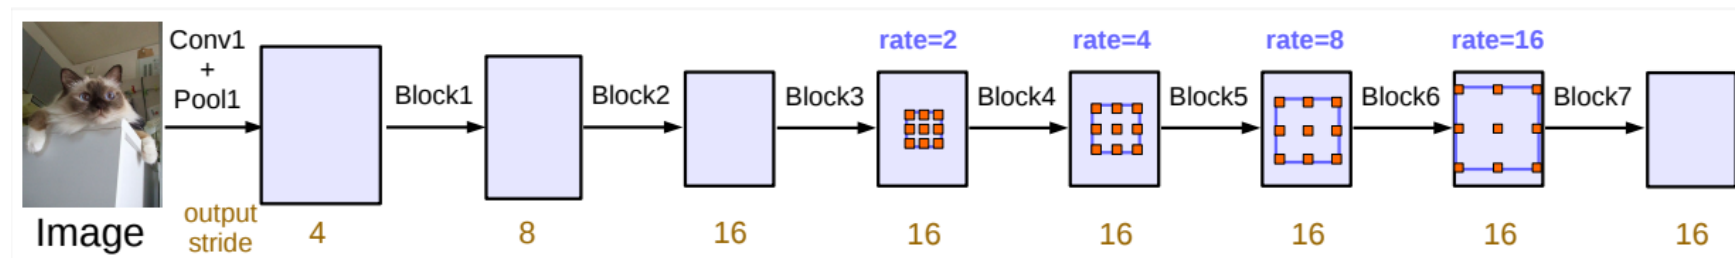 Conv1
+
Pool1
Block1
Block2
Block3
rate=2
Block4
rate=4
Block5
rate=8
Block6
rate=16
Block7
Image
output
stride
4
8
16
16
16
16
16
16